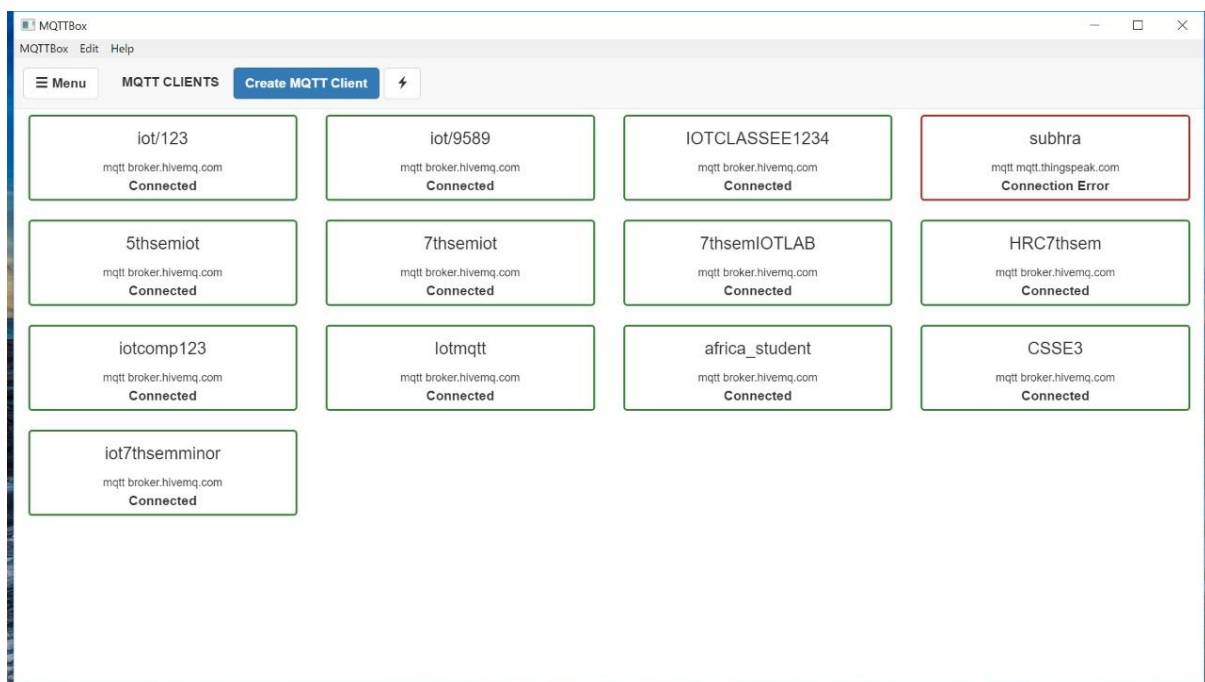 MQTTBox
MQTTBox Edit Help
Menu MQTT CLIENTS Create MQTT Client
iot/123
mqtt broker.hivemq.com
Connected
iot/9589
mqtt broker.hivemq.com
Connected
IOTCLASSEE1234
mqtt broker.hivemq.com
Connected
subhra
mqtt mqtt.thingspeak.com
Connection Error
5thsemiot
mqtt broker.hivemq.com
Connected
7thsemiot
mqtt broker.hivemq.com
Connected
7thsemIOTLAB
mqtt broker.hivemq.com
Connected
HRC7thsem
mqtt broker.hivemq.com
Connected
iotcomp123
mqtt broker.hivemq.com
Connected
Iotmqtt
mqtt broker.hivemq.com
Connected
africa_student
mqtt broker.hivemq.com
Connected
CSSE3
mqtt broker.hivemq.com
Connected
iot7thsemminor
mqtt broker.hivemq.com
Connected